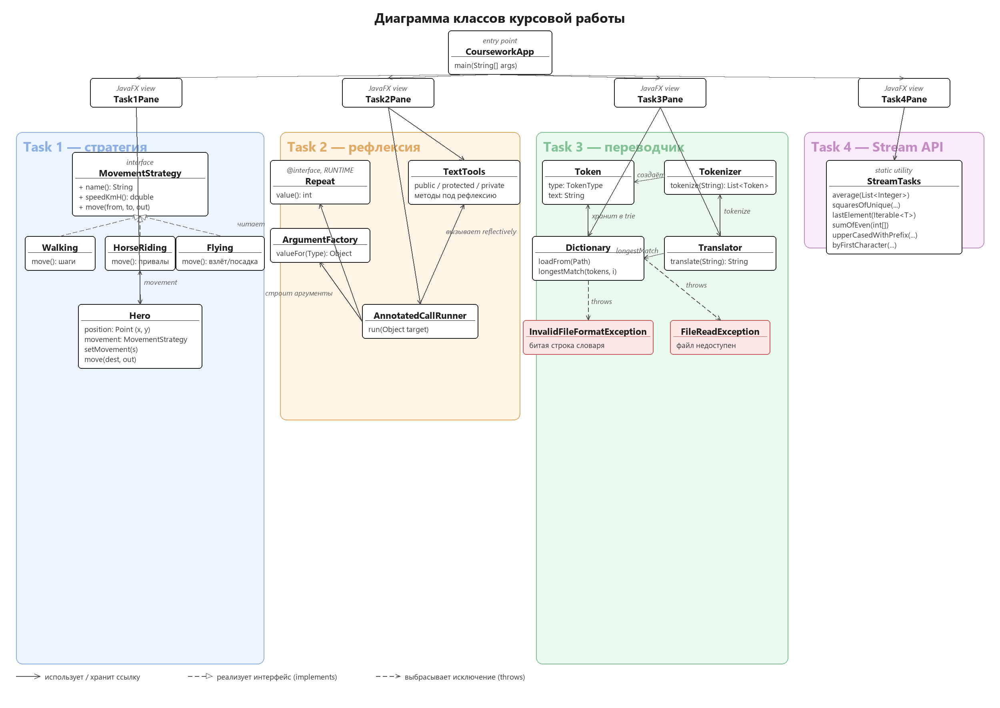 Диаграмма классов курсовой работы
entry point
CourseworkApp
main(String[] args)
JavaFX view
Task1Pane
JavaFX view
Task2Pane
JavaFX view
Task3Pane
JavaFX view
Task4Pane
Task 1 — стратегия
interface
MovementStrategy
+ name(): String
+ speedKmH(): double
+ move(from, to, out)
Walking
move(): шаги
HorseRiding
move(): привалы
Flying
move(): взлёт/посадка
movement
Hero
position: Point (x, y)
movement: MovementStrategy
setMovement(s)
move(dest, out)
Task 2 — рефлексия
@interface, RUNTIME
Repeat
value(): int
TextTools
public / protected / private
методы под рефлексию
читает
ArgumentFactory
valueFor(Type): Object
вызывает reflectively
строит аргументы
AnnotatedCallRunner
run(Object target)
Task 3 — переводчик
Token
type: TokenType
text: String
создаёт
Tokenizer
tokenize(String): List<Token>
хранит в trie
tokenize
Dictionary
loadFrom(Path)
longestMatch(tokens, i)
longestMatch
Translator
translate(String): String
throws
throws
InvalidFileFormatException
битая строка словаря
FileReadException
файл недоступен
Task 4 — Stream API
static utility
StreamTasks
average(List<Integer>)
squaresOfUnique(...)
lastElement(Iterable<T>)
sumOfEven(int[])
upperCasedWithPrefix(...)
byFirstCharacter(...)
использует / хранит ссылку
реализует интерфейс (implements)
выбрасывает исключение (throws)